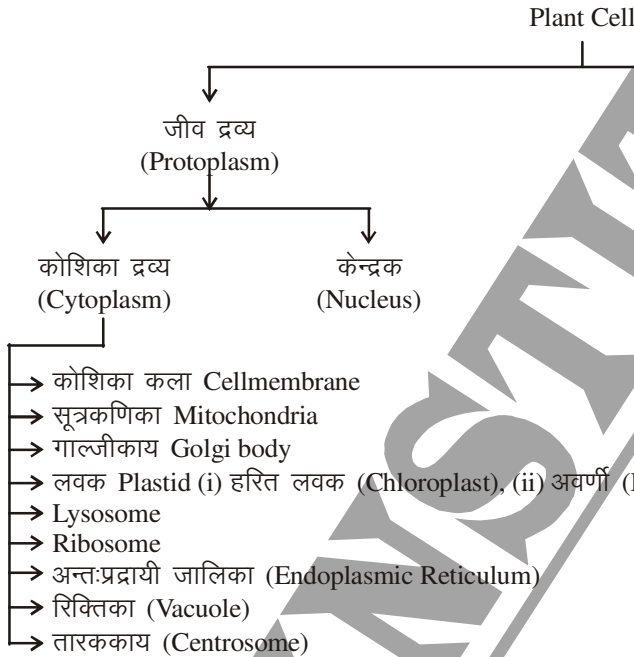 Plant Cell
जीव द्रव्य
(Protoplasm)
कोशिका द्रव्य
(Cytoplasm)
केन्द्रक
(Nucleus)
कोशिका कला Cellmembrane
सूत्रकणिका Mitochondria
गाल्जीकाय Golgi body
लवक Plastid (i) हरित लवक (Chloroplast), (ii) अवर्णी
Lysosome
Ribosome
अन्तःप्रद्रायी जालिका (Endoplasmic Reticulum)
रिक्तिका (Vacuole)
तारककाय (Centrosome)